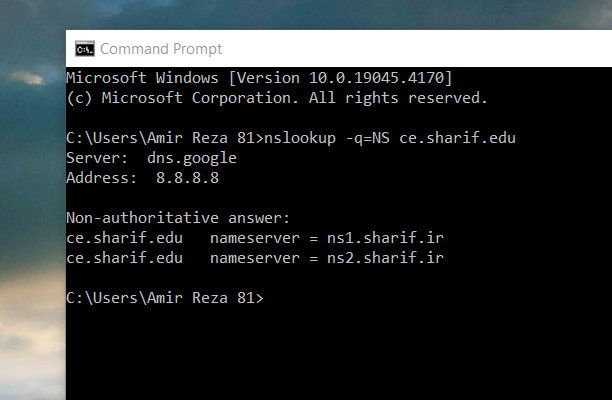 Command Prompt
Microsoft Windows [Version 10.0.19045.4170]
(c) Microsoft Corporation. All rights reserved.
C:\Users\Amir Reza 81>nslookup -q=NS ce.sharif.edu
Server:  dns.google
Address:  8.8.8.8
Non-authoritative answer:
ce.sharif.edu   nameserver = ns1.sharif.ir
ce.sharif.edu   nameserver = ns2.sharif.ir
C:\Users\Amir Reza 81>